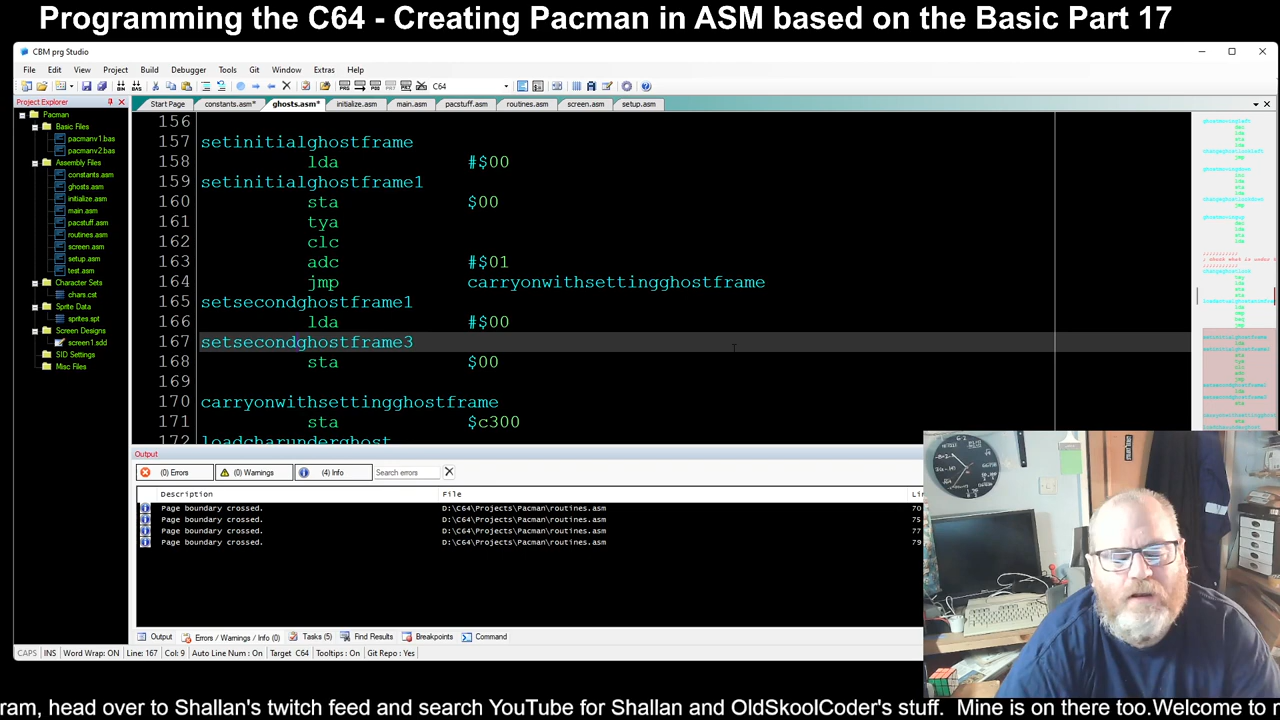 Programming the C64 - Creating Pacman in ASM based on the Basic Part 17
CBM prg Studio
File Edit View Project Build Debugger Tools Git Window Extras Help
C64
Project Explorer
Start Page constants.asm* ghosts.asm* initialize.asm main.asm pacstuff.asm routines.asm screen.asm setup.asm
Pacman
Basic Files
pacmanv1.bas
pacmanv2.bas
Assembly Files
constants.asm
ghosts.asm
initialize.asm
main.asm
pacstuff.asm
routines.asm
screen.asm
setup.asm
test.asm
Character Sets
chars.cst
Sprite Data
sprites.spt
Screen Designs
screen1.sdd
SID Settings
Misc Files
156
157 setinitialghostframe
158 lda #$00
159 setinitialghostframe1
160 sta $00
161 tya
162 clc
163 adc #$01
164 jmp carryonwithsettingghostframe
165 setsecondghostframe1
166 lda #$00
167 setsecondghostframe3
168 sta $00
169
170 carryonwithsettingghostframe
171 sta $c300
172 loadcharunderghost
Output
(0) Errors (0) Warnings (4) Info Search errors
Description File
Page boundary crossed. D:\C64\Projects\Pacman\routines.asm 70
Page boundary crossed. D:\C64\Projects\Pacman\routines.asm 75
Page boundary crossed. D:\C64\Projects\Pacman\routines.asm 77
Page boundary crossed. D:\C64\Projects\Pacman\routines.asm 79
Output Errors / Warnings / Info (0) Tasks (5) Find Results Breakpoints Command
CAPS INS Word Wrap: ON Line: 167 Col: 9 Auto Line Num : On Target C64 Tooltips : On Git Repo : Yes
ram, head over to Shallan's twitch feed and search YouTube for Shallan and OldSkoolCoder's stuff. Mine is on there too.Welcome to